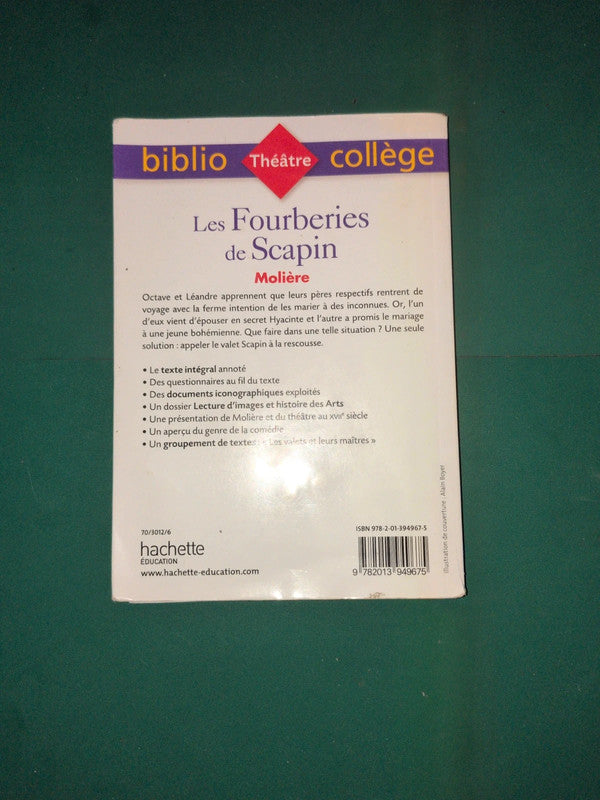 biblio Théâtre collège
Les Fourberies
de Scapin
Molière
Octave et Léandre apprennent que leurs pères respectifs rentrent de
voyage avec la ferme intention de les marier à des inconnues. Or, l'un
d'eux vient d'épouser en secret Hyacinte et l'autre a promis le mariage
à une jeune bohémienne. Que faire dans une telle situation ? Une seule
solution : appeler le valet Scapin à la rescousse.
• Le texte intégral annoté
• Des questionnaires au fil du texte
• Des documents iconographiques exploités
• Un dossier Lecture d'images et histoire des Arts
• Une présentation de Molière et du théâtre au XVIIe siècle
• Un aperçu du genre de la comédie
• Un groupement de textes : « Les valets et leurs maîtres »
Illustration de couverture : Alain Boyer
70/3012/6
hachette
ÉDUCATION
www.hachette-education.com
ISBN 978-2-01-394967-5
9 782013 949675